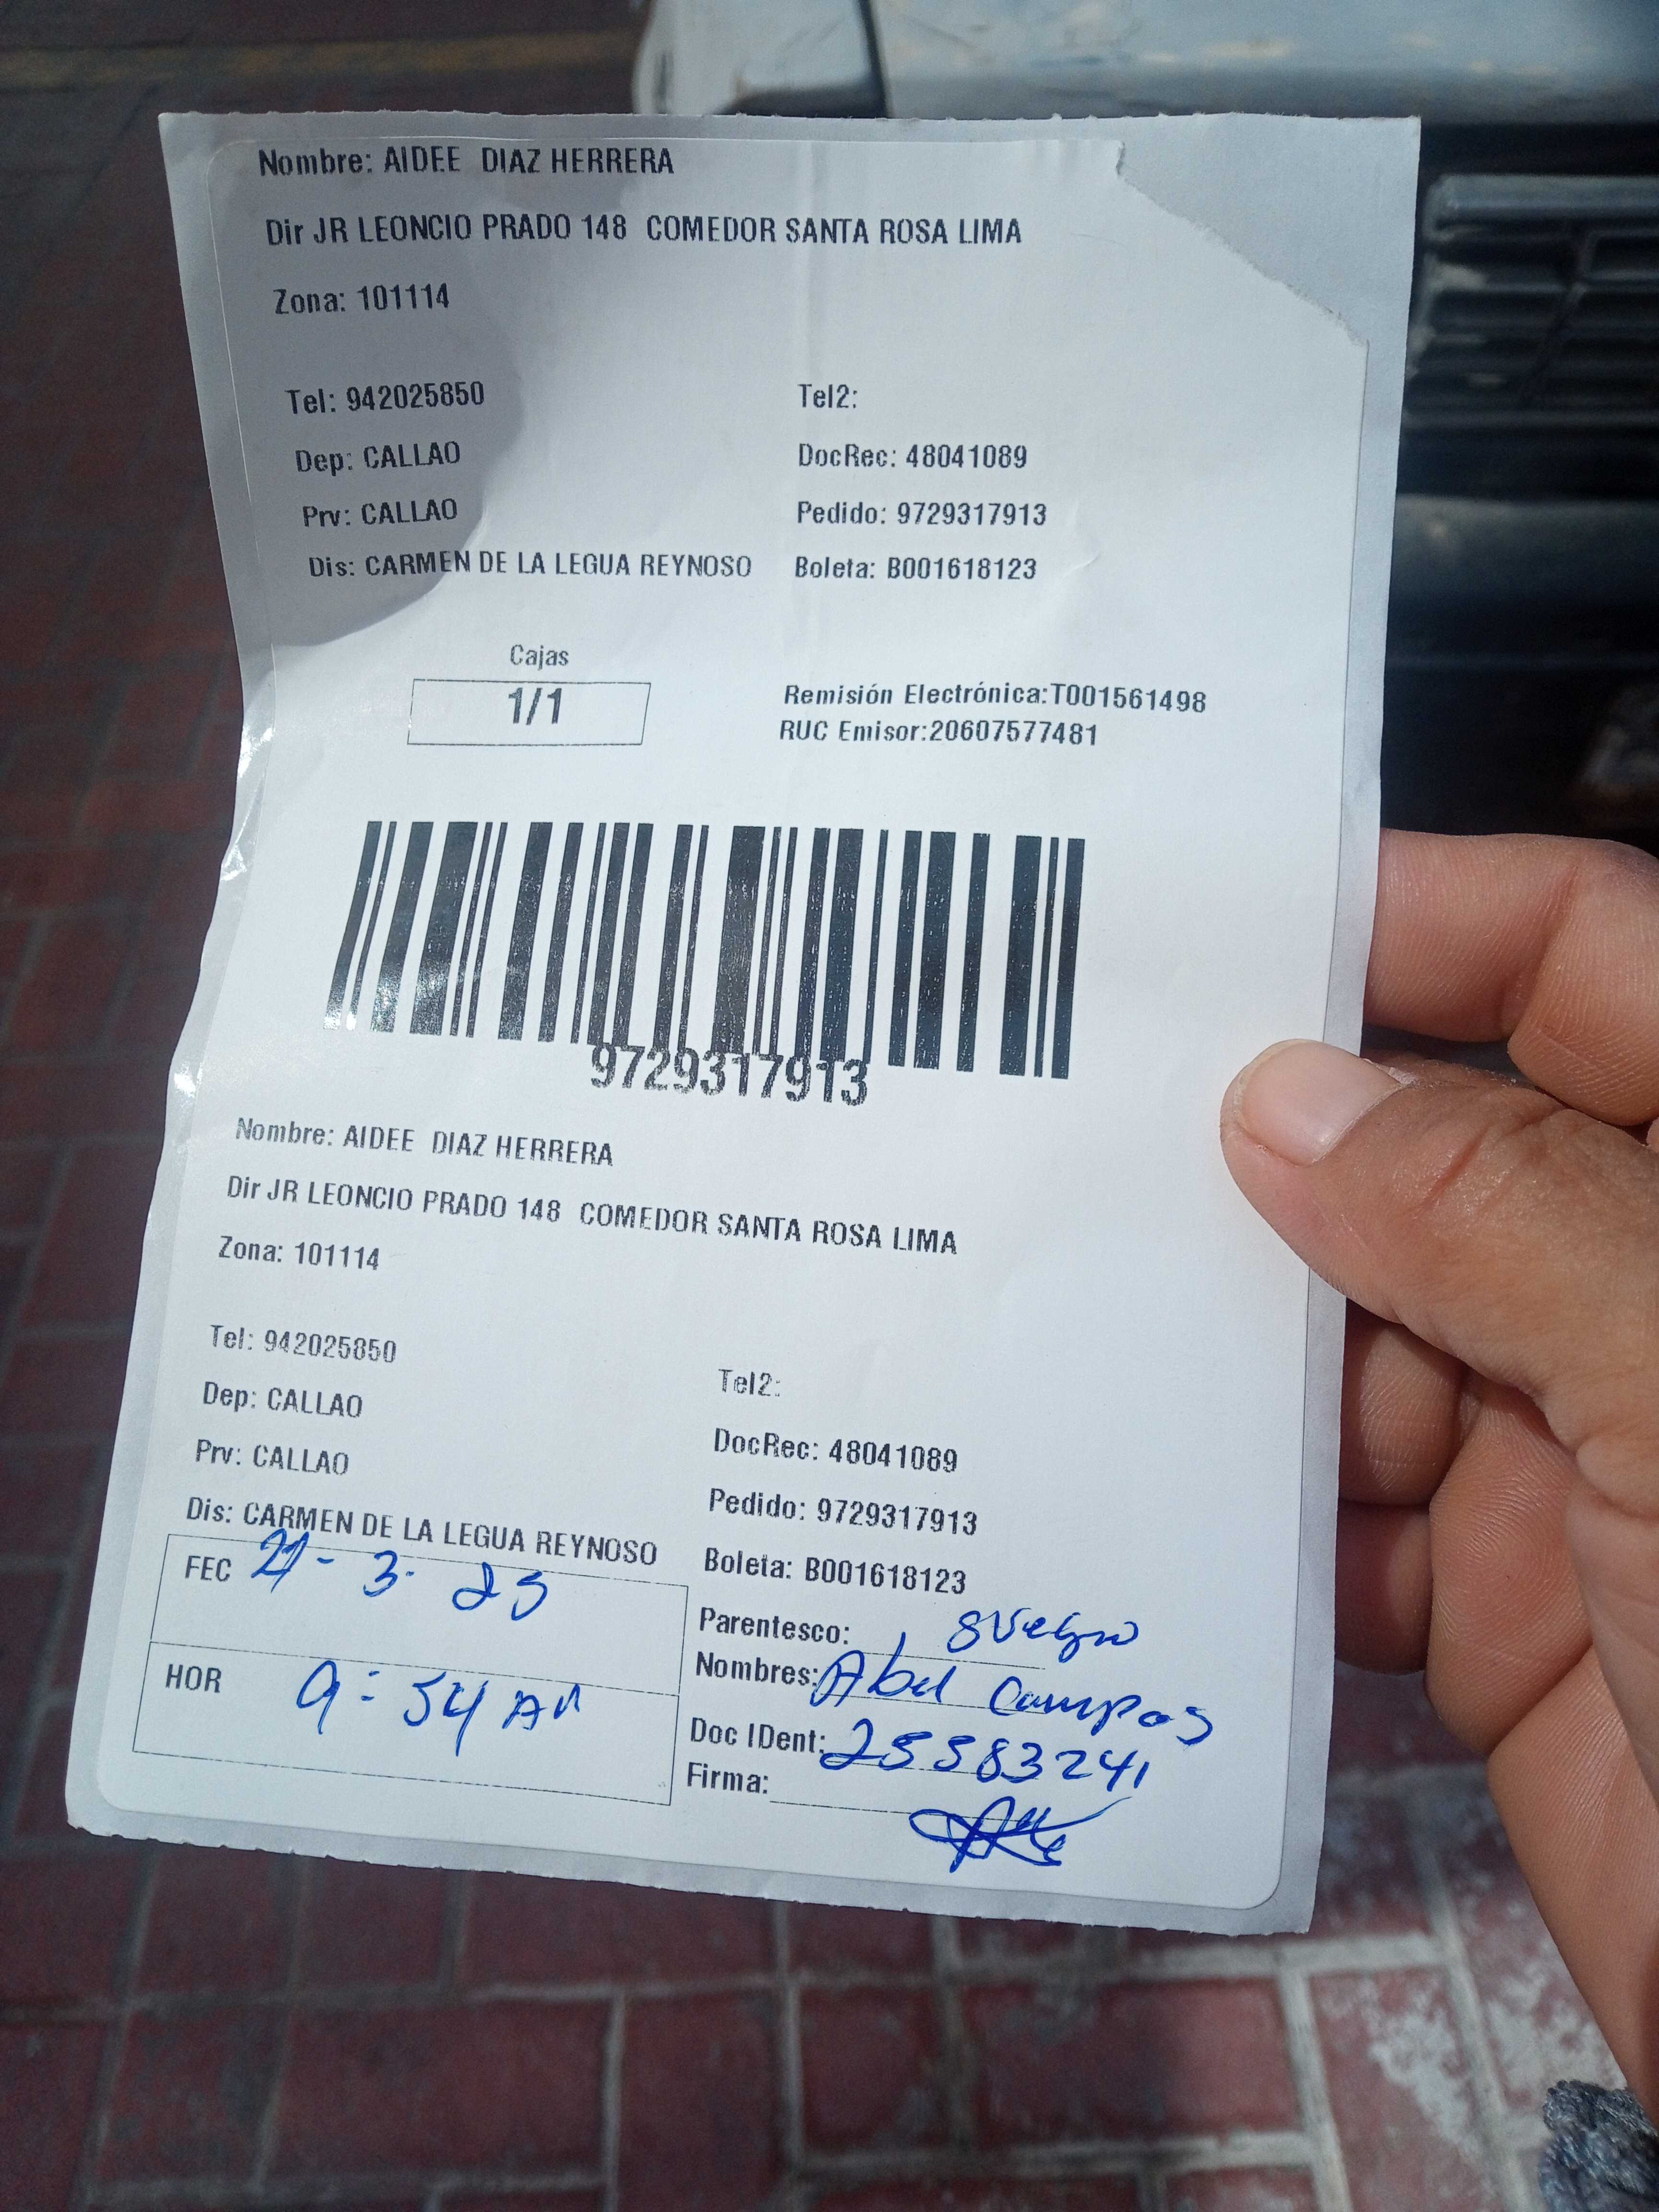 Nombre: AIDEE DIAZ HERRERA
Dir JR LEONCIO PRADO 148 COMEDOR SANTA ROSA LIMA
Zona: 101114
Tel: 942025850 Tel2:
Dep: CALLAO DocRec: 48041089
Prv: CALLAO Pedido: 9729317913
Dis: CARMEN DE LA LEGUA REYNOSO Boleta: B001618123
Cajas
1/1
Remisión Electrónica:T001561498
RUC Emisor:20607577481
9729317913
Nombre: AIDEE DIAZ HERRERA
Dir JR LEONCIO PRADO 148 COMEDOR SANTA ROSA LIMA
Zona: 101114
Tel: 942025850 Tel2:
Dep: CALLAO DocRec: 48041089
Prv: CALLAO Pedido: 9729317913
Dis: CARMEN DE LA LEGUA REYNOSO Boleta: B001618123
FEC 21-3-25
HOR 9:54 AM
Parentesco: suegro
Nombres: Abel Campos
Doc IDent: 25583241
Firma: